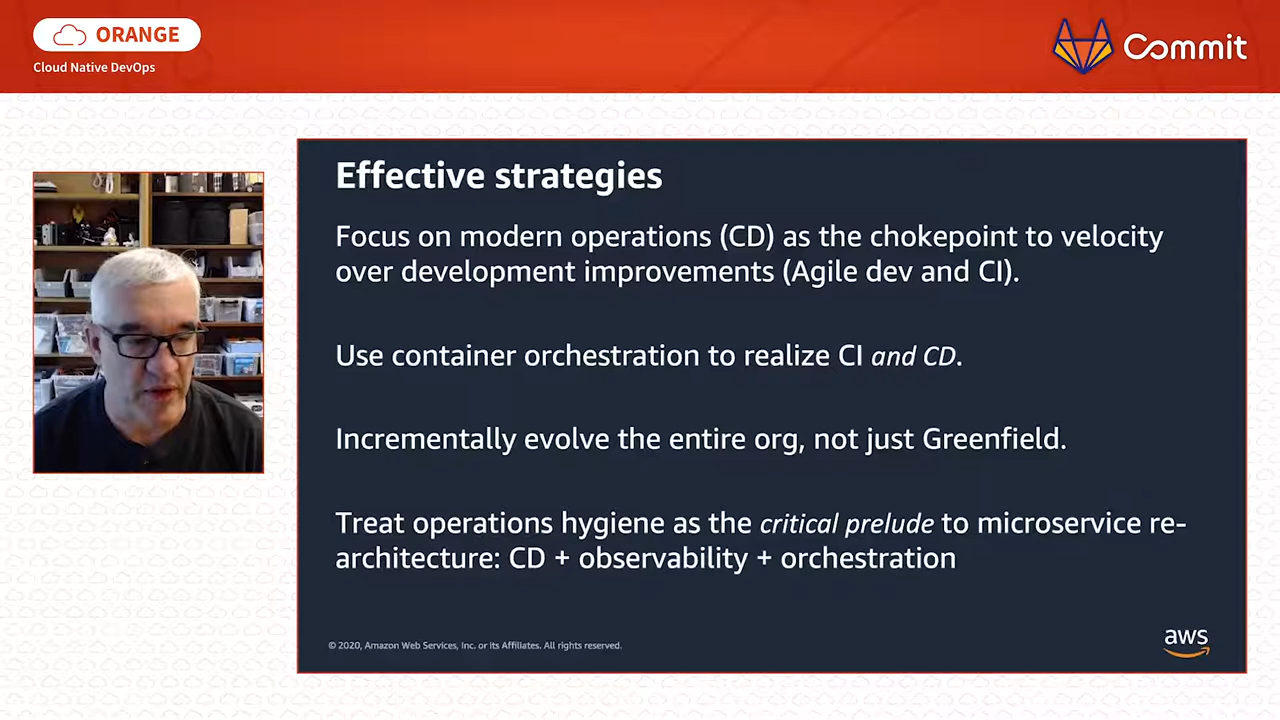 ORANGE
Cloud Native DevOps
Commit
Effective strategies
Focus on modern operations (CD) as the chokepoint to velocity
over development improvements (Agile dev and CI).
Use container orchestration to realize CI and CD.
Incrementally evolve the entire org, not just Greenfield.
Treat operations hygiene as the critical prelude to microservice re-
architecture: CD + observability + orchestration
© 2020, Amazon Web Services, Inc. or its Affiliates. All rights reserved.
aws